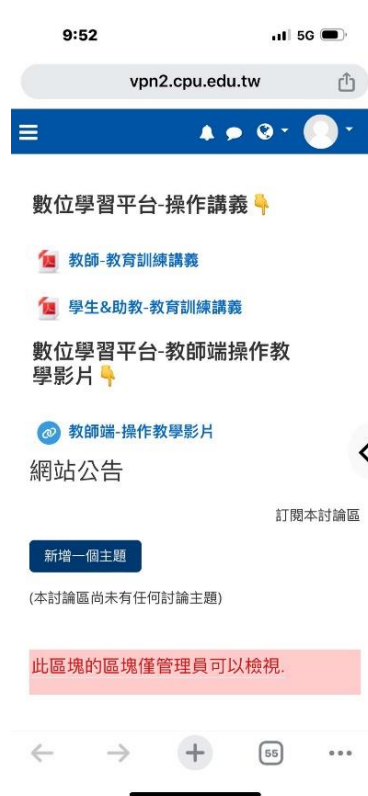 9:52
5G
vpn2.cpu.edu.tw
數位學習平台-操作講義👇
教師-教育訓練講義
學生&助教-教育訓練講義
數位學習平台-教師端操作教
學影片👇
教師端-操作教學影片
網站公告
訂閱本討論區
新增一個主題
(本討論區尚未有任何討論主題)
此區塊的區塊僅管理員可以檢視.
55